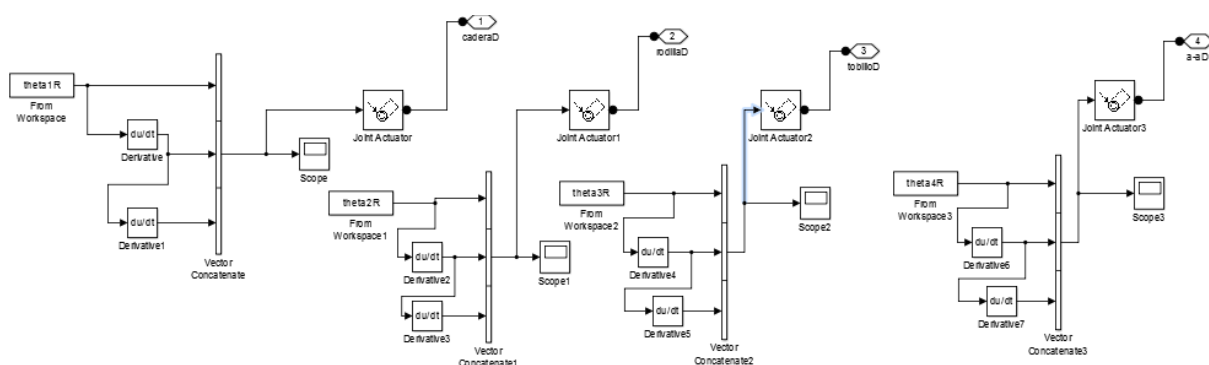 1
caderaD
theta1R
From
Workspace
du/dt
Derivative
du/dt
Derivative1
Vector
Concatenate
Scope
Joint Actuator
2
rodillaD
theta2R
From
Workspace1
du/dt
Derivative2
du/dt
Derivative3
Vector
Concatenate1
Scope1
Joint Actuator1
3
tobilloD
theta3R
From
Workspace2
du/dt
Derivative4
du/dt
Derivative5
Vector
Concatenate2
Scope2
Joint Actuator2
4
a-aD
theta4R
From
Workspace3
du/dt
Derivative6
du/dt
Derivative7
Vector
Concatenate3
Scope3
Joint Actuator3